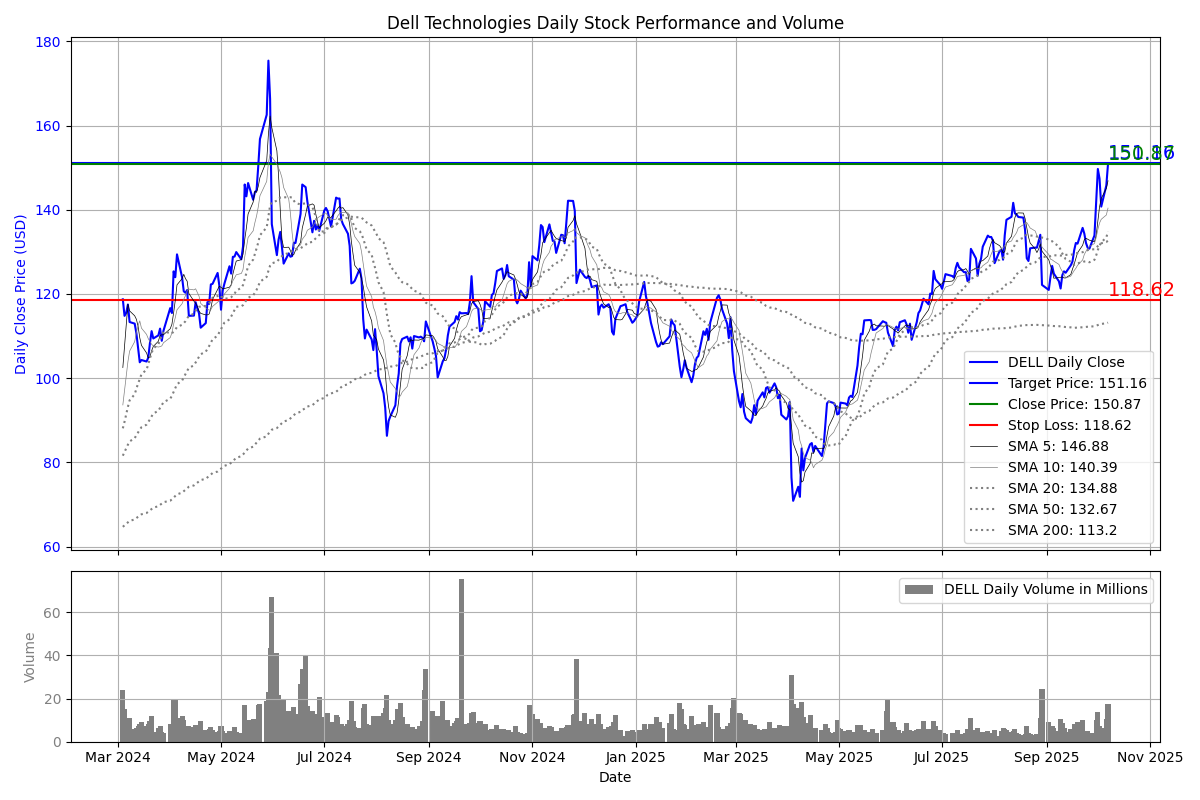 Dell Technologies Daily Stock Performance and Volume
180
160
140
120
100
80
60
Daily Close Price (USD)
151.16
150.87
118.62
DELL Daily Close
Target Price: 151.16
Close Price: 150.87
Stop Loss: 118.62
SMA 5: 146.88
SMA 10: 140.39
SMA 20: 134.88
SMA 50: 132.67
SMA 200: 113.2
60
40
20
0
Volume
DELL Daily Volume in Millions
Mar 2024 May 2024 Jul 2024 Sep 2024 Nov 2024 Jan 2025 Mar 2025 May 2025 Jul 2025 Sep 2025 Nov 2025
Date